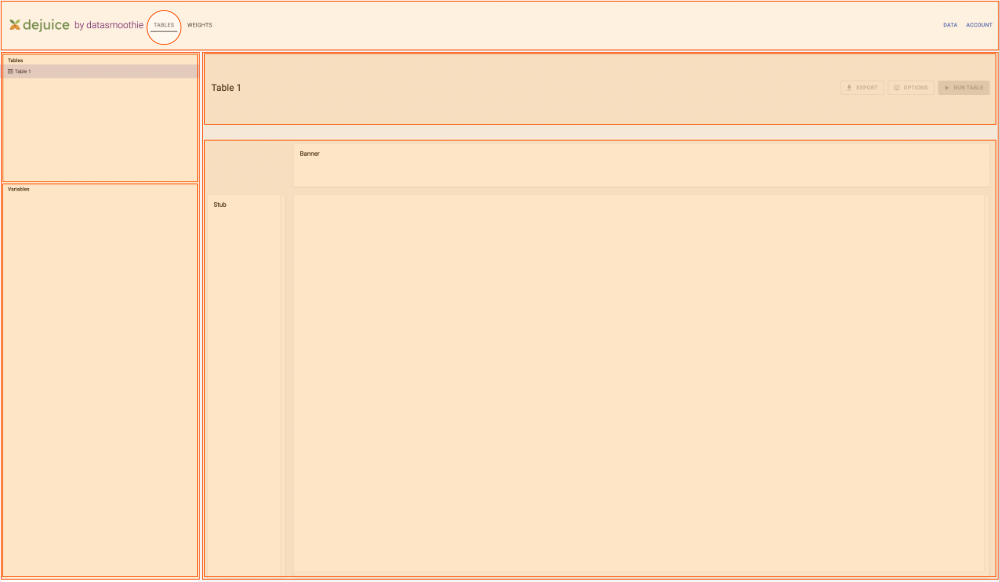 dejuice by datasmoothie TABLES WEIGHTS DATA ACCOUNT
Tables
Table 1
Table 1 EXPORT OPTIONS RUN TABLE
Banner
Variables
Stub